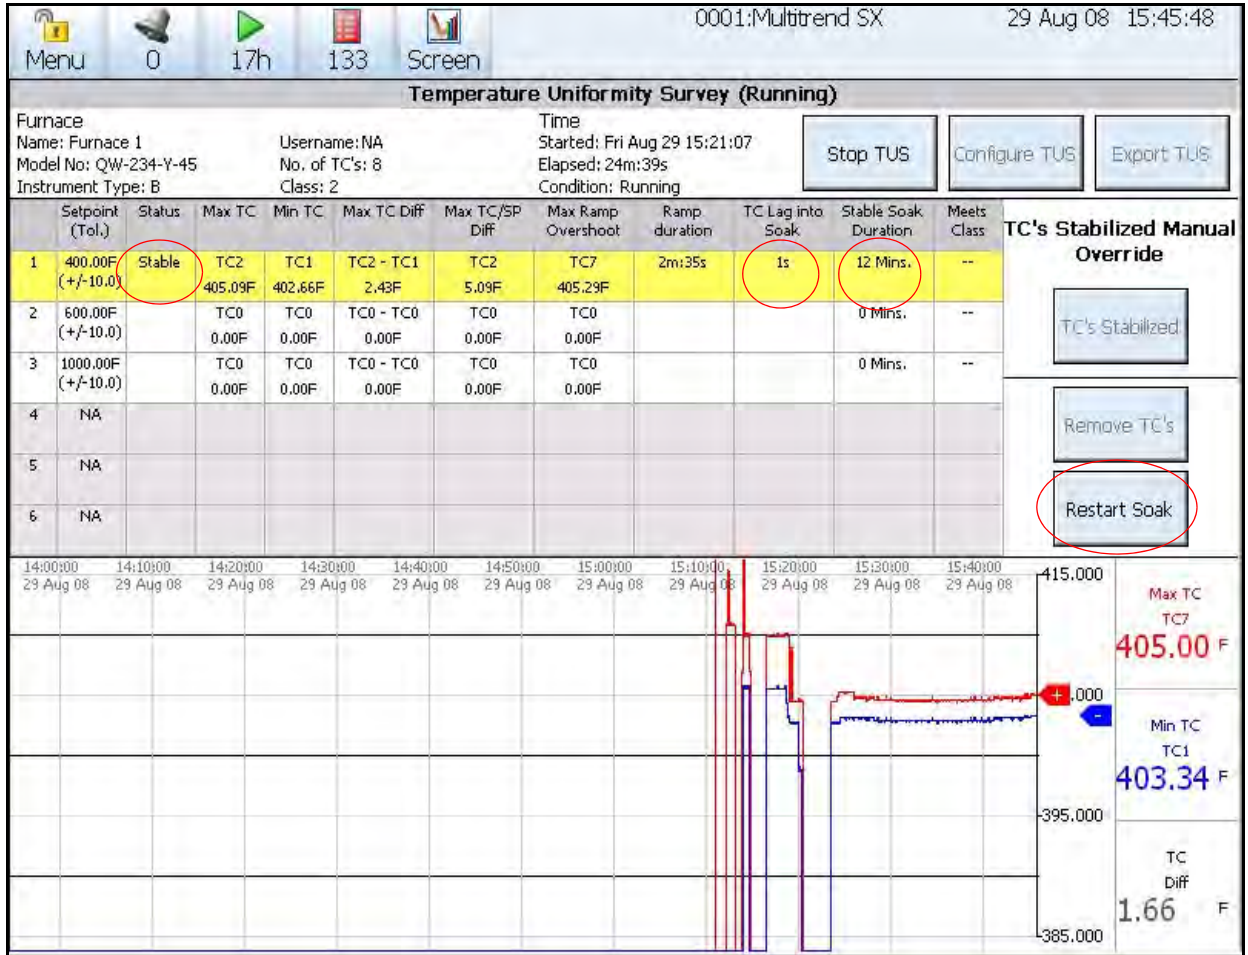 0001:Multitrend SX 29 Aug 08 15:45:48
Menu 0 17h 133 Screen
Temperature Uniformity Survey (Running)
Furnace Time
Name: Furnace 1 Username:NA Started: Fri Aug 29 15:21:07
Model No: QW-234-Y-45 No. of TC's: 8 Elapsed: 24m:39s
Instrument Type: B Class: 2 Condition: Running
Stop TUS Configure TUS Export TUS
Setpoint Status Max TC Min TC Max TC Diff Max TC/SP Max Ramp Ramp TC Lag into Stable Soak Meets
(Tol.) Diff Overshoot duration Soak Duration Class
TC's Stabilized Manual
Override
1 400.00F Stable TC2 TC1 TC2 - TC1 TC2 TC7 2m:35s 1s 12 Mins. --
(+/-10.0) 405.09F 402.66F 2.43F 5.09F 405.29F
2 600.00F TC0 TC0 TC0 - TC0 TC0 TC0 0 Mins. --
(+/-10.0) 0.00F 0.00F 0.00F 0.00F 0.00F
TC's Stabilized
3 1000.00F TC0 TC0 TC0 - TC0 TC0 TC0 0 Mins. --
(+/-10.0) 0.00F 0.00F 0.00F 0.00F 0.00F
4 NA
Remove TC's
5 NA
6 NA
Restart Soak
14:00:00 14:10:00 14:20:00 14:30:00 14:40:00 14:50:00 15:00:00 15:10:00 15:20:00 15:30:00 15:40:00
29 Aug 08 29 Aug 08 29 Aug 08 29 Aug 08 29 Aug 08 29 Aug 08 29 Aug 08 29 Aug 08 29 Aug 08 29 Aug 08 29 Aug 08
415.000
Max TC
TC7
405.00 F
+ .000
-
Min TC
TC1
403.34 F
395.000
TC
Diff
1.66 F
385.000